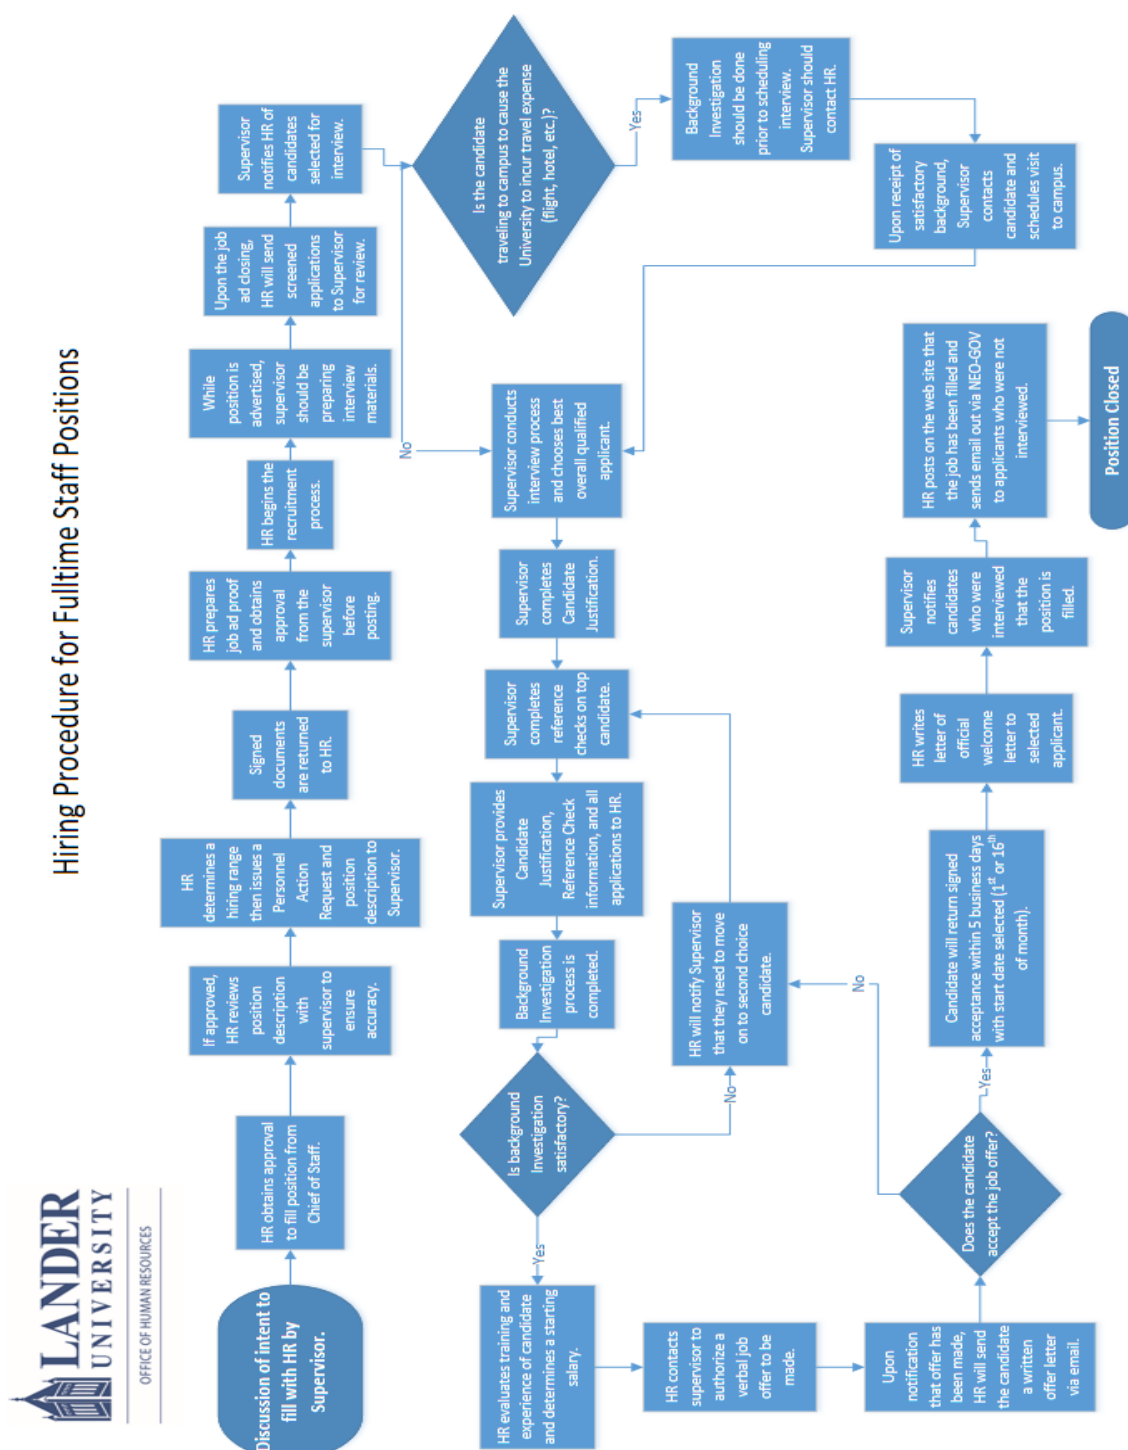 LANDER
UNIVERSITY
OFFICE OF HUMAN RESOURCES
Hiring Procedure for Fulltime Staff Positions
Discussion of intent to
fill with HR by
Supervisor.
HR obtains approval
to fill position from
Chief of Staff.
If approved,
HR reviews
position
description
with
supervisor to
ensure
accuracy.
HR
determines a
hiring range
then issues a
Personnel
Action
Request and
position
description to
Supervisor.
Signed
documents
are returned
to HR.
HR prepares
job ad proof
and obtains
approval
from the
supervisor
before
posting.
HR begins the
recruitment
process.
While
position is
advertised,
supervisor
should be
preparing
interview
materials.
Upon the job
ad closing,
HR will send
screened
applications
to Supervisor
for review.
Supervisor
notifies HR of
candidates
selected for
interview.
Is the candidate
traveling to campus to cause the
University to incur travel expense
(flight, hotel, etc.)?
No
Yes
Background
Investigation
should be done
prior to scheduling
interview.
Supervisor should
contact HR.
Upon receipt of
satisfactory
background,
Supervisor
contacts
candidate and
schedules visit
to campus.
Supervisor conducts
interview process
and chooses best
overall qualified
applicant.
Supervisor
completes
Candidate
Justification.
Supervisor
completes
reference
checks on top
candidate.
Supervisor provides
Candidate
Justification,
Reference Check
information, and all
applications to HR.
Background
Investigation
process is
completed.
Is background
Investigation
satisfactory?
No
Yes
HR will notify Supervisor
that they need to move
on to second choice
candidate.
HR evaluates training and
experience of candidate
and determines a starting
salary.
HR contacts
supervisor to
authorize a
verbal job
offer to be
made.
Upon
notification
that offer has
been made,
HR will send
the candidate
a written
offer letter
via email.
Does the candidate
accept the job offer?
No
Yes
Candidate will return signed
acceptance within 5 business days
with start date selected (1st or 16th
of month).
HR writes
letter of
official
welcome
letter to
selected
applicant.
Supervisor
notifies
candidates
who were
interviewed
that the
position is
filled.
HR posts on the web site that
the job has been filled and
sends email out via NEO-GOV
to applicants who were not
interviewed.
Position Closed